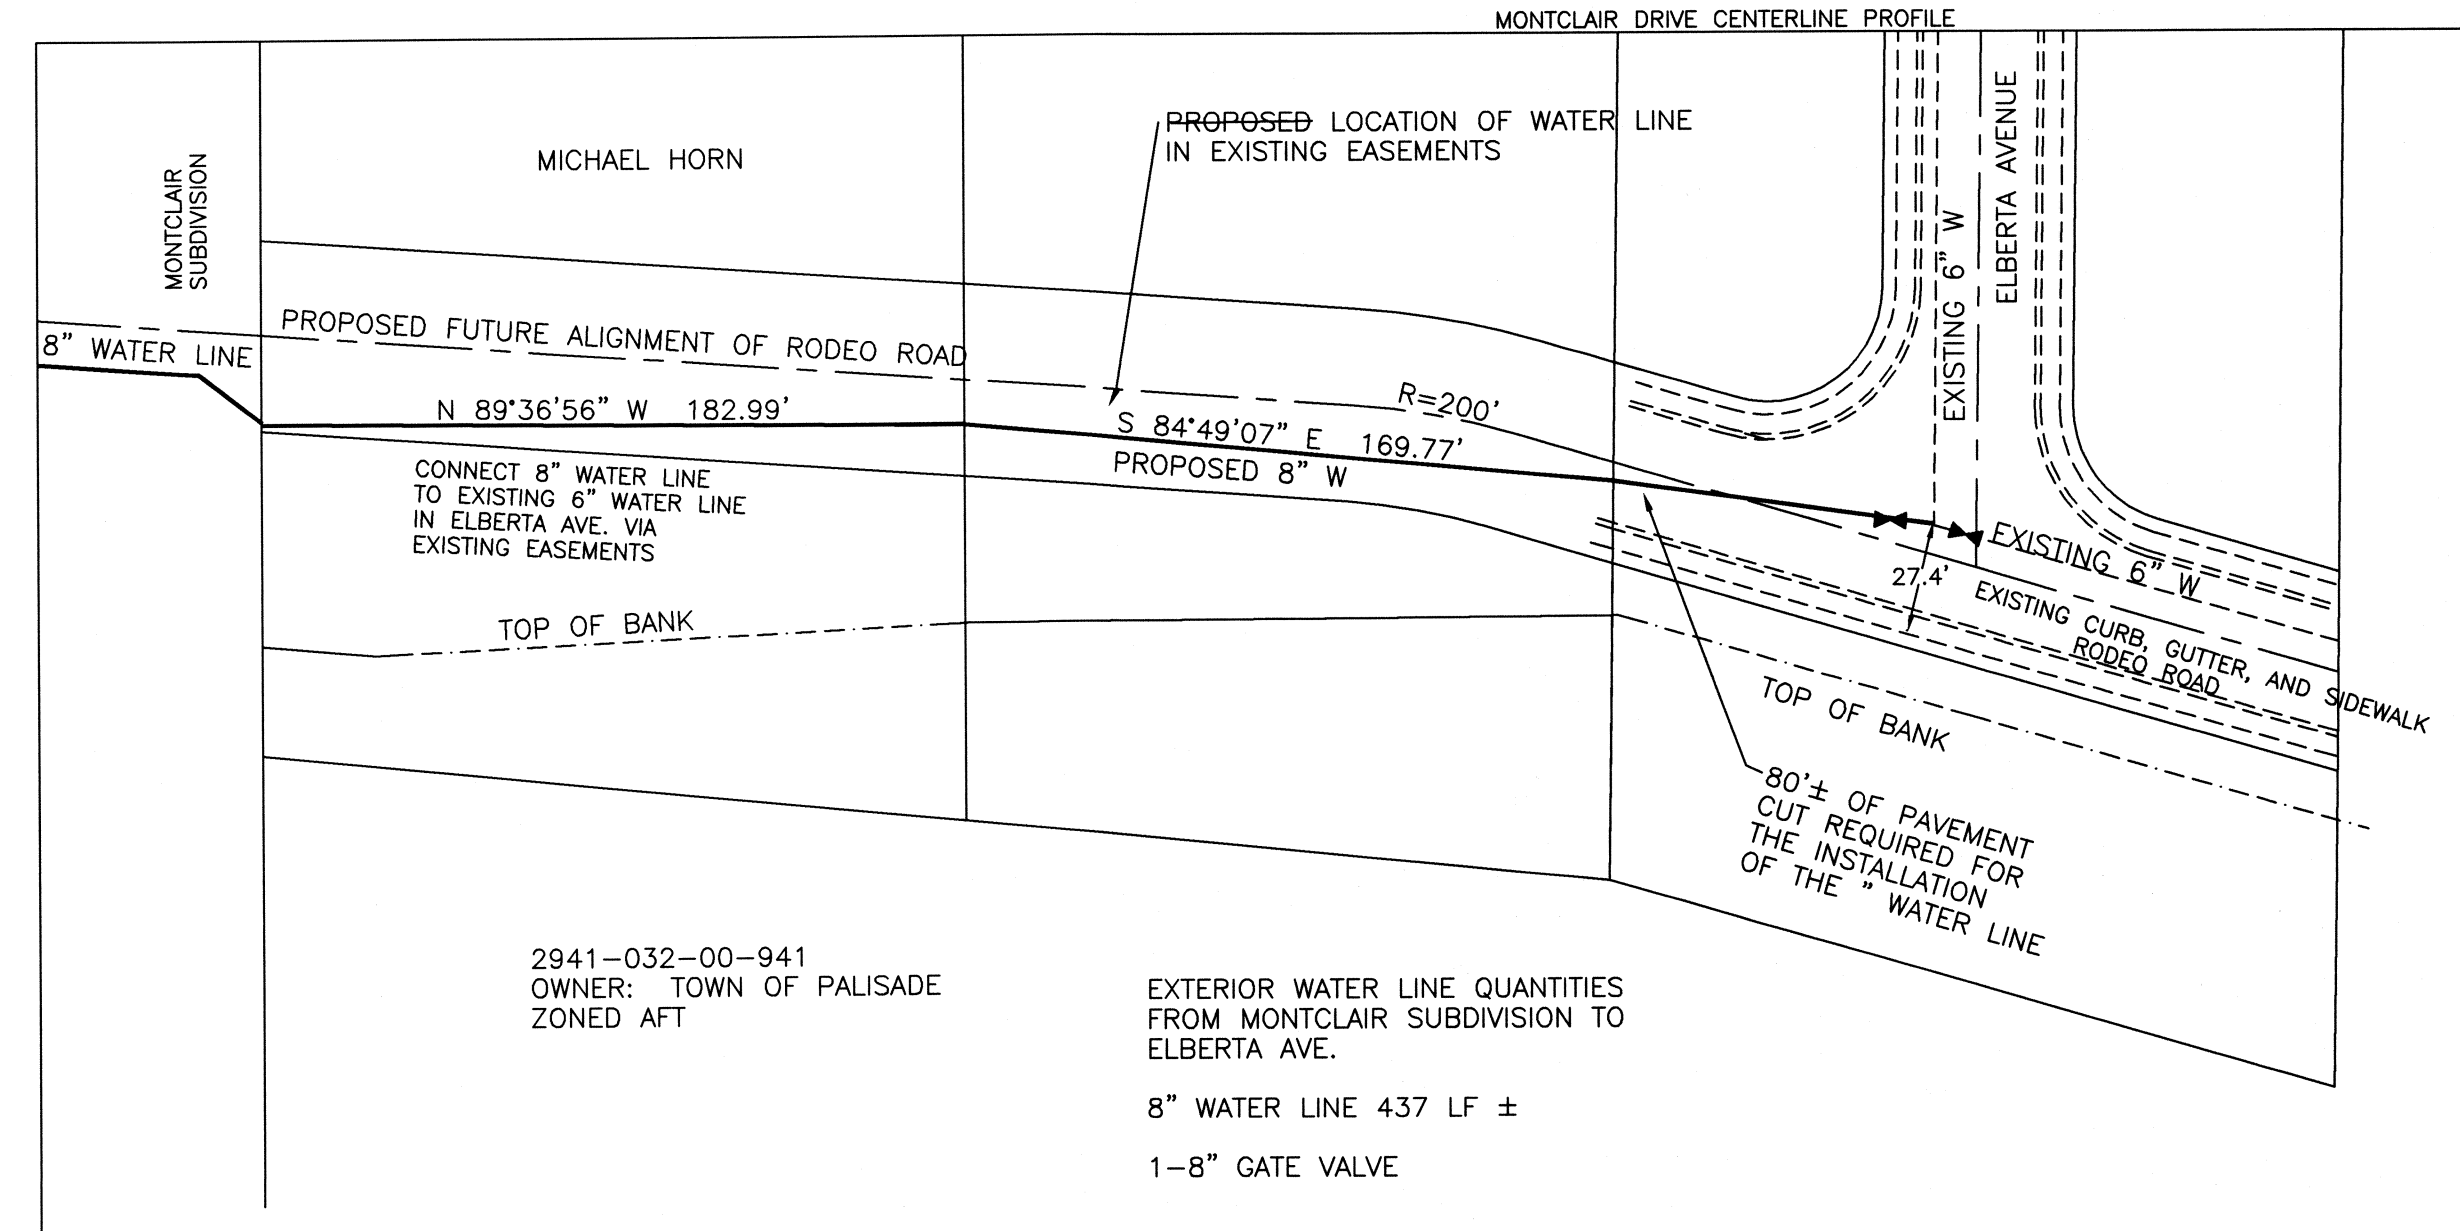 MONTCLAIR DRIVE CENTERLINE PROFILE
MONTCLAIR
SUBDIVISION
MICHAEL HORN
PROPOSED LOCATION OF WATER LINE
IN EXISTING EASEMENTS
EXISTING 6" W
ELBERTA AVENUE
8" WATER LINE
PROPOSED FUTURE ALIGNMENT OF RODEO ROAD
N 89°36'56" W 182.99'
R=200'
S 84°49'07" E 169.77'
PROPOSED 8" W
CONNECT 8" WATER LINE
TO EXISTING 6" WATER LINE
IN ELBERTA AVE. VIA
EXISTING EASEMENTS
EXISTING 6" W
27.4'
EXISTING CURB, GUTTER, AND SIDEWALK
RODEO ROAD
TOP OF BANK
TOP OF BANK
80'± OF PAVEMENT
CUT REQUIRED FOR
THE INSTALLATION
OF THE " WATER LINE
2941-032-00-941
OWNER: TOWN OF PALISADE
ZONED AFT
EXTERIOR WATER LINE QUANTITIES
FROM MONTCLAIR SUBDIVISION TO
ELBERTA AVE.
8" WATER LINE 437 LF ±
1-8" GATE VALVE